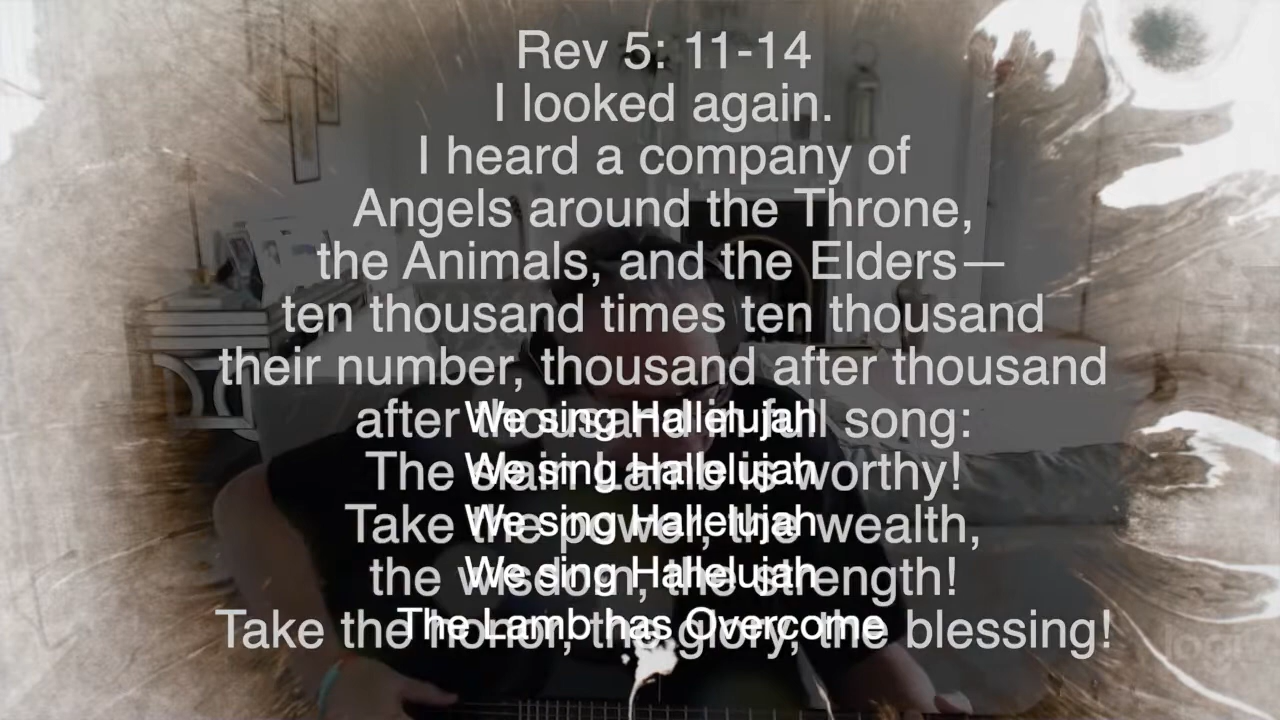 Rev 5: 11-14
I looked again.
I heard a company of
Angels around the Throne,
the Animals, and the Elders—
ten thousand times ten thousand
their number, thousand after thousand
after thousand in full song:
We sing Hallelujah
The slain Lamb is worthy!
We sing Hallelujah
Take the power, the wealth,
We sing Hallelujah
the wisdom, the strength!
We sing Hallelujah
Take the honor, the glory, the blessing!
The Lamb has Overcome